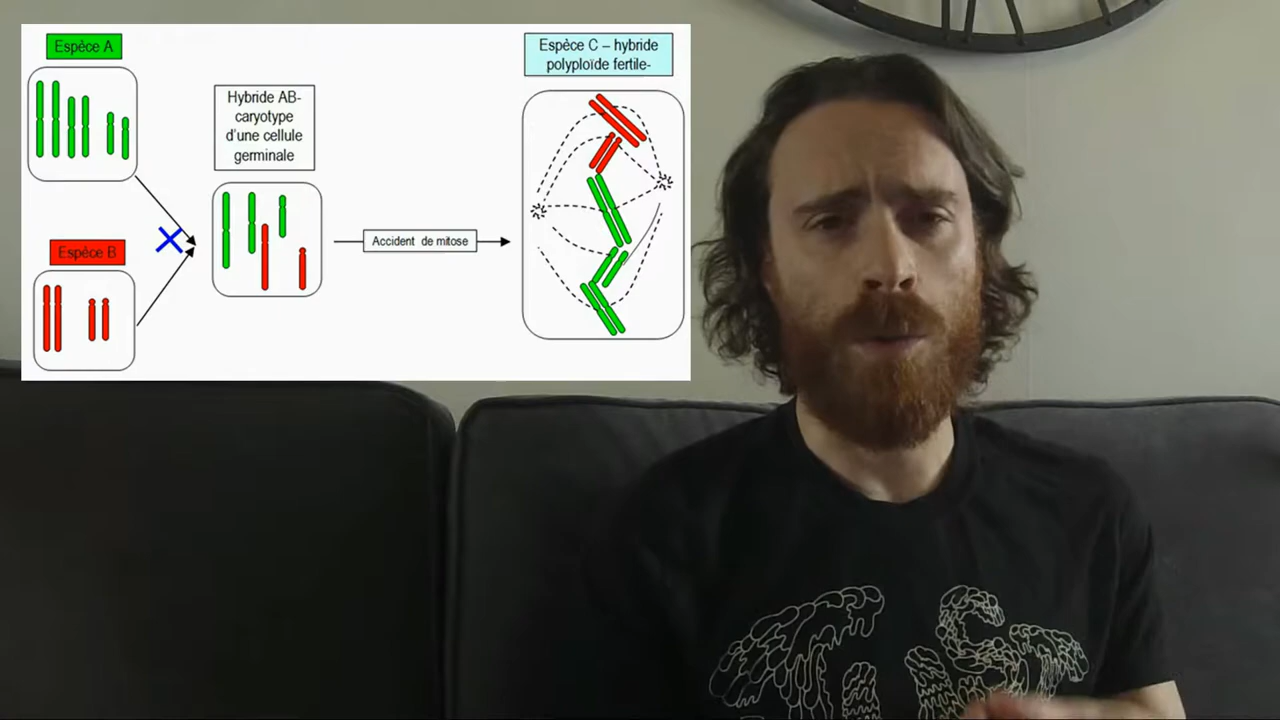 Espèce A
Espèce B
Hybride AB-
caryotype
d'une cellule
germinale
Accident de mitose
Espèce C – hybride
polyploïde fertile-